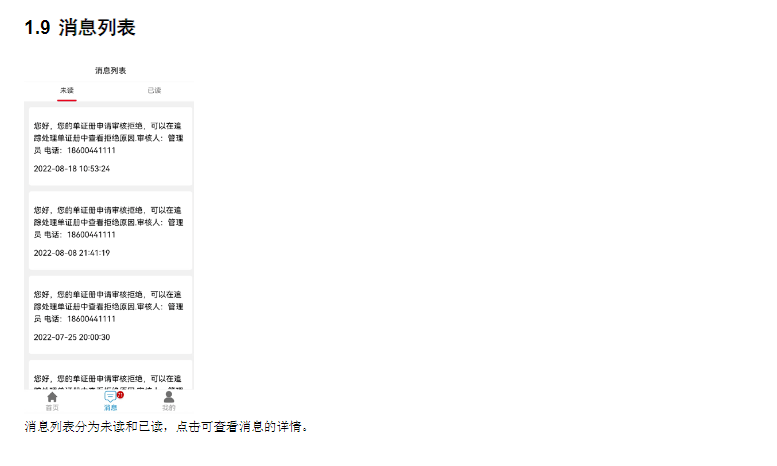 1.9 消息列表
消息列表
未读 已读
您好，您的单证册申请审核拒绝，可以在追
踪处理单证册中查看拒绝原因.审核人：管理
员 电话：18600441111
2022-08-18 10:53:24
您好，您的单证册申请审核拒绝，可以在追
踪处理单证册中查看拒绝原因.审核人：管理
员 电话：18600441111
2022-08-08 21:41:19
您好，您的单证册申请审核拒绝，可以在追
踪处理单证册中查看拒绝原因.审核人：管理
员 电话：18600441111
2022-07-25 20:00:30
您好，您的单证册申请审核拒绝，可以在追
首页 消息 我的
消息列表分为未读和已读，点击可查看消息的详情。